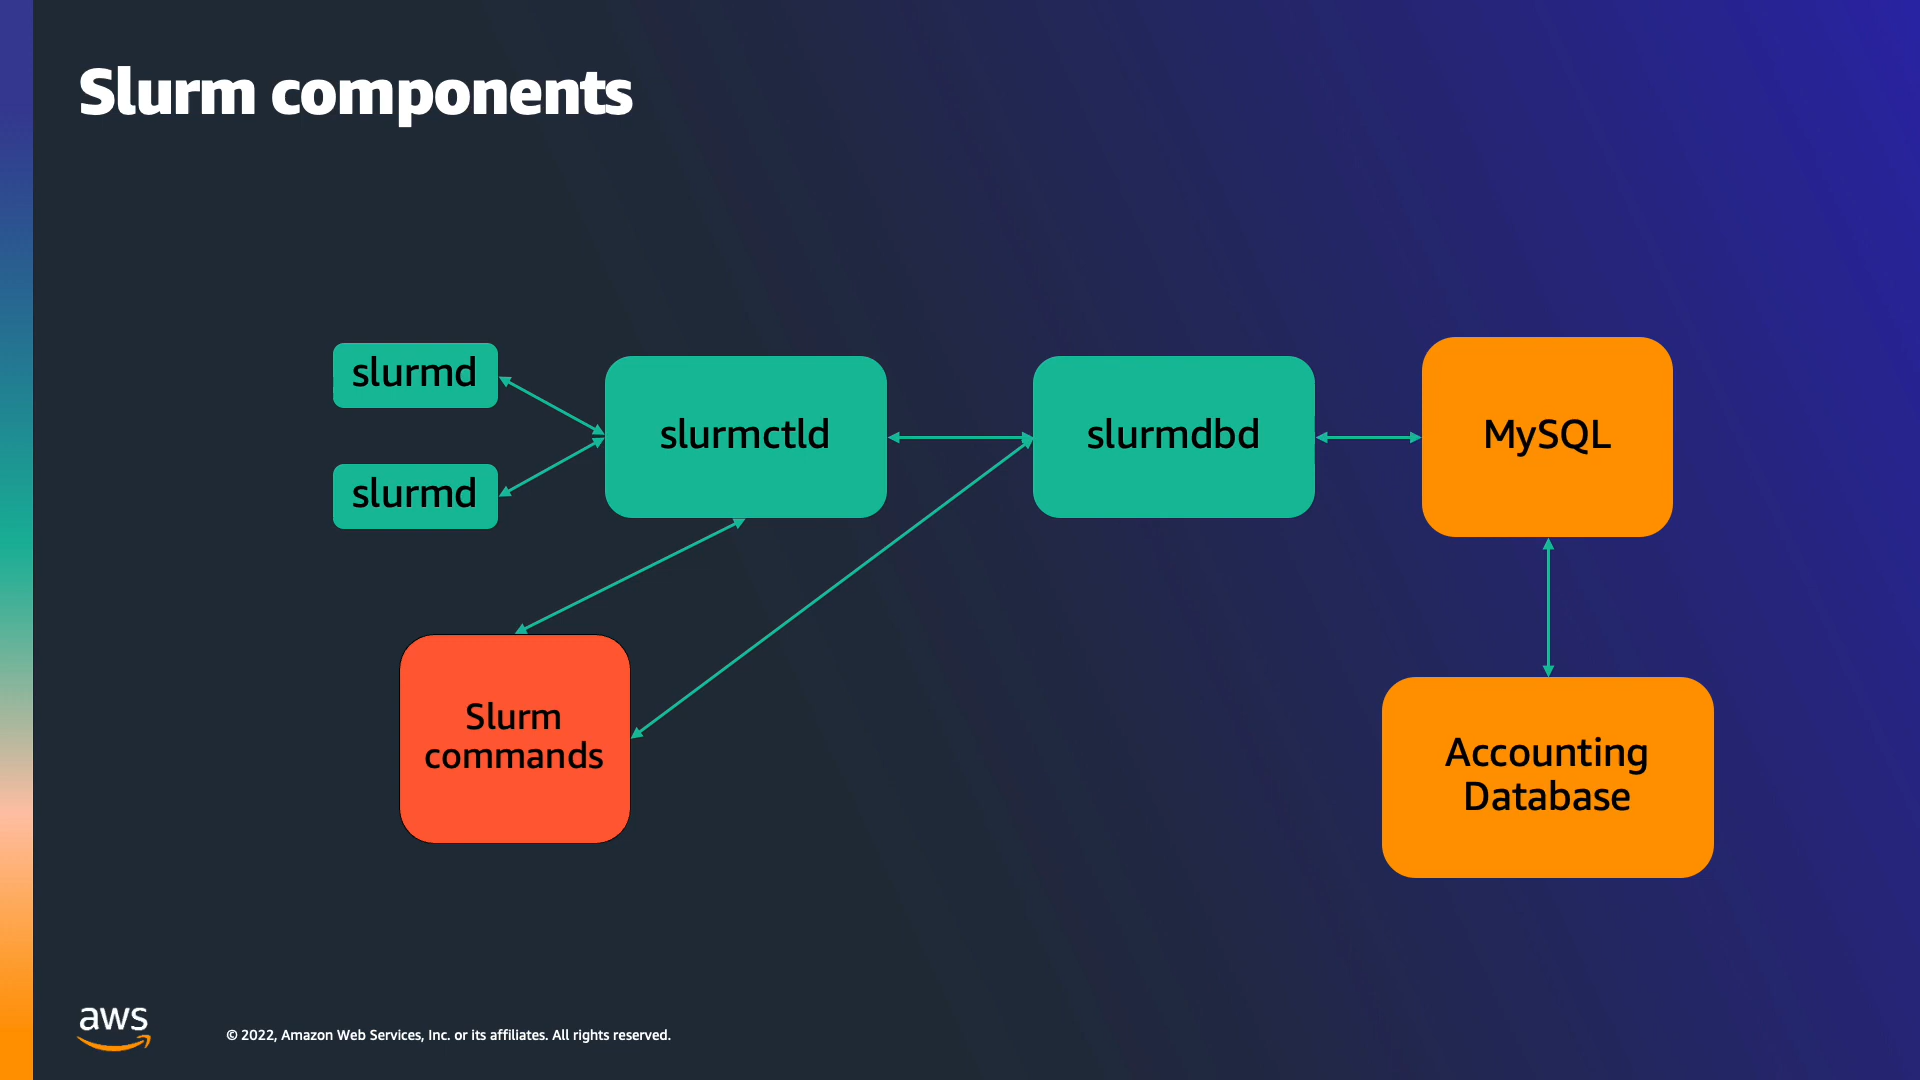 Slurm components
slurmd
slurmd
slurmctld
slurmdbd
MySQL
Slurm
commands
Accounting
Database
aws
© 2022, Amazon Web Services, Inc. or its affiliates. All rights reserved.